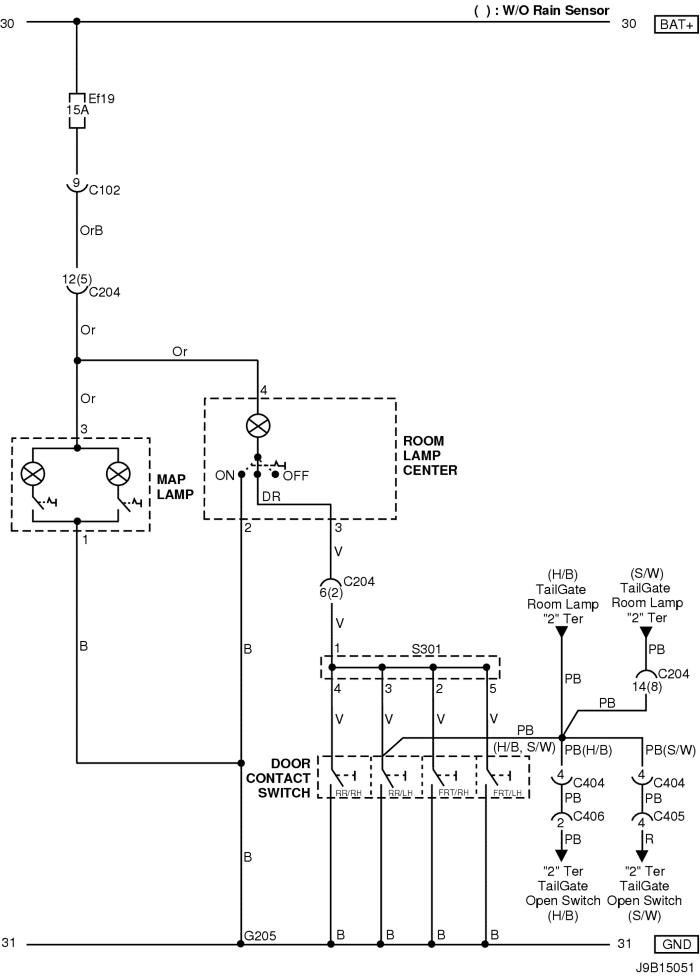 ( ) : W/O Rain Sensor
30
30
BAT+
Ef19
15A
9
C102
OrB
12(5)
C204
Or
Or
Or
4
3
MAP
LAMP
ROOM
LAMP
CENTER
ON
OFF
DR
1
2
3
V
C204
6(2)
V
B
B
1
S301
4
3
2
5
V
V
V
V
(H/B)
TailGate
Room Lamp
"2" Ter
(S/W)
TailGate
Room Lamp
"2" Ter
PB
C204
14(8)
PB
PB
PB
(H/B, S/W)
PB(H/B)
PB(S/W)
DOOR
CONTACT
SWITCH
RR/RH
RR/LH
FRT/RH
FRT/LH
4
C404
4
C404
PB
PB
2
C406
4
C405
PB
R
B
"2" Ter
TailGate
Open Switch
(H/B)
"2" Ter
TailGate
Open Switch
(S/W)
G205
B
B
B
B
31
31
GND
J9B15051